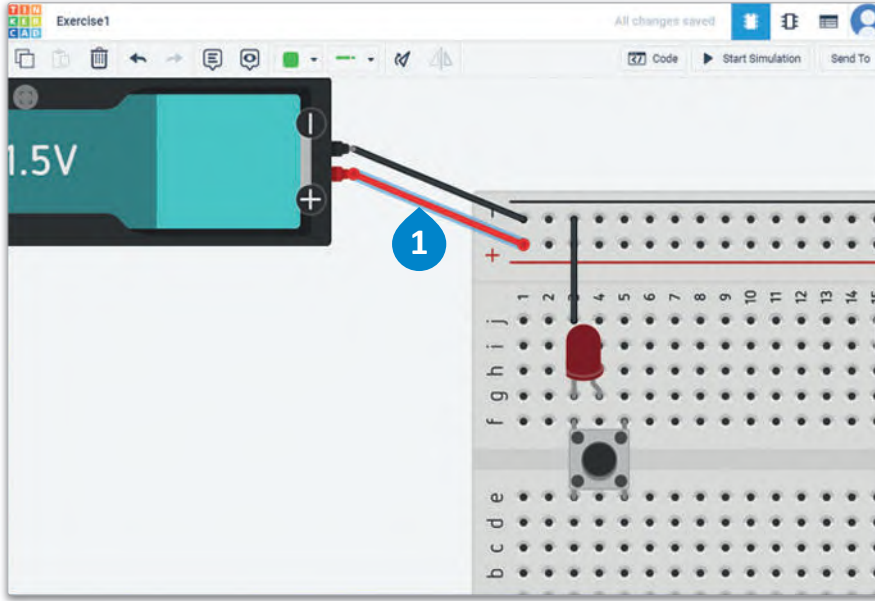 TIN
KER
CAD
Exercise1
All changes saved
Code
Start Simulation
Send To
1.5V
−
+
1
-
+
1 2 3 4 5 6 7 8 9 10 11 12 13 14 15
j
i
h
g
f
e
d
c
b